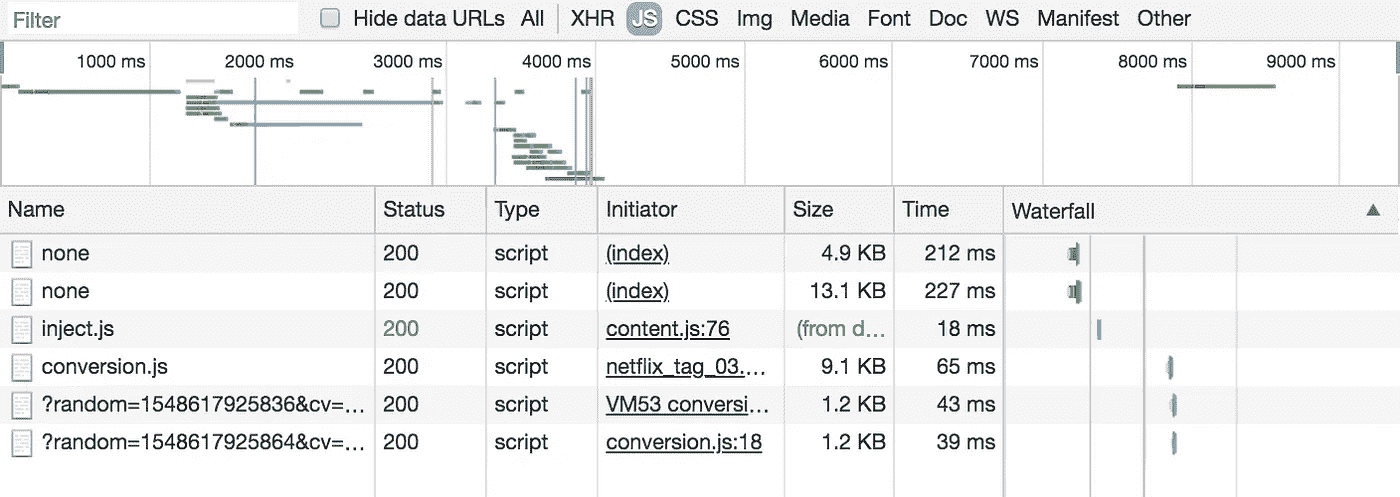 Filter Hide data URLs All XHR JS CSS Img Media Font Doc WS Manifest Other
1000 ms 2000 ms 3000 ms 4000 ms 5000 ms 6000 ms 7000 ms 8000 ms 9000 ms
Name Status Type Initiator Size Time Waterfall
none 200 script (index) 4.9 KB 212 ms
none 200 script (index) 13.1 KB 227 ms
inject.js 200 script content.js:76 (from d... 18 ms
conversion.js 200 script netflix_tag_03.... 9.1 KB 65 ms
?random=1548617925836&cv=... 200 script VM53 conversi... 1.2 KB 43 ms
?random=1548617925864&cv=... 200 script conversion.js:18 1.2 KB 39 ms